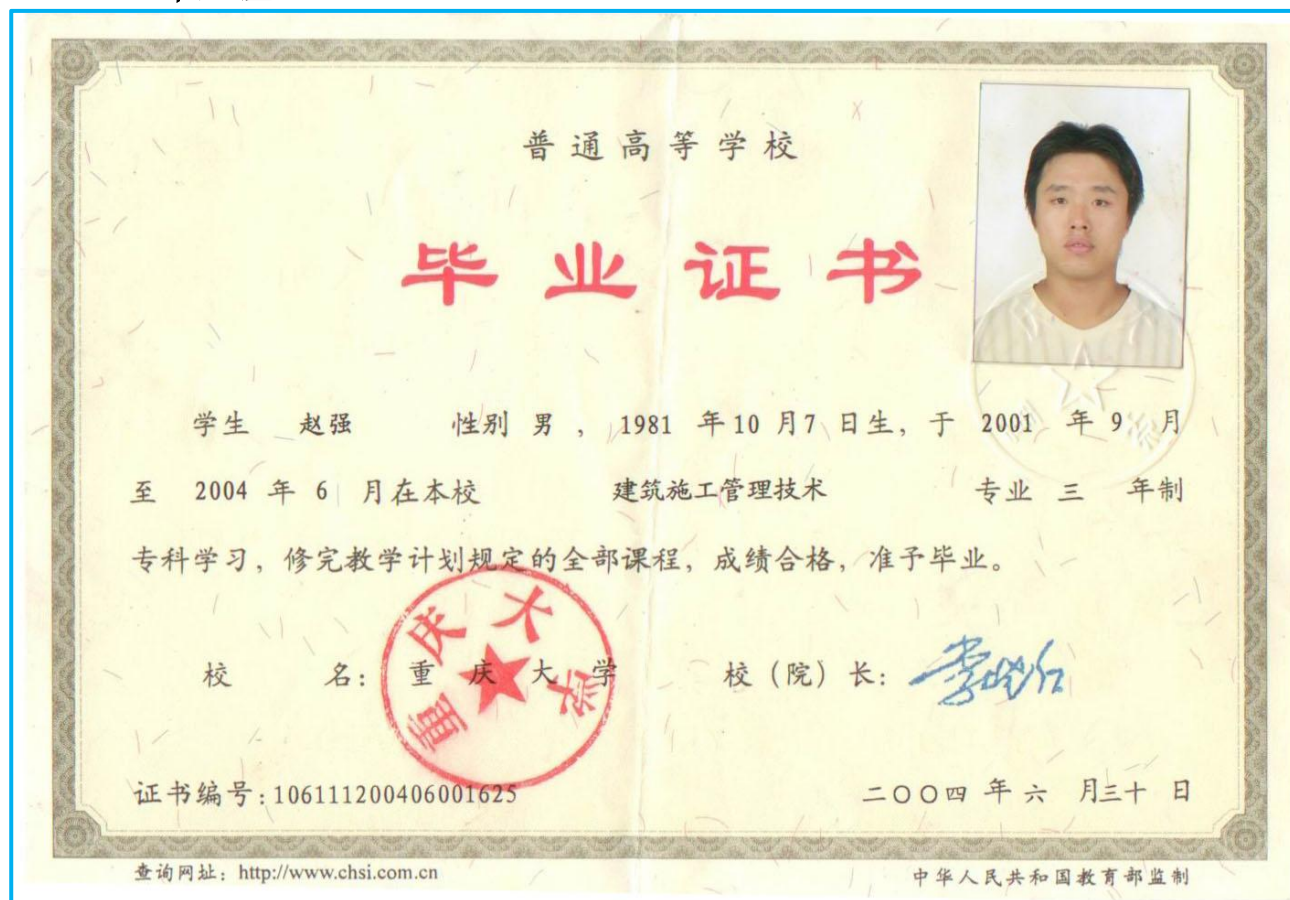 普通高等学校
毕业证书
学生 赵强 性别 男 , 1981 年 10 月 7 日生, 于 2001 年 9 月
至 2004 年 6 月在本校 建筑施工管理技术 专业 三 年制
专科学习, 修完教学计划规定的全部课程, 成绩合格, 准予毕业。
校 名: 重庆大学 校（院）长:
重庆大学
证书编号: 106111200406001625 二〇〇四 年 六 月三十 日
查询网址: http://www.chsi.com.cn 中华人民共和国教育部监制